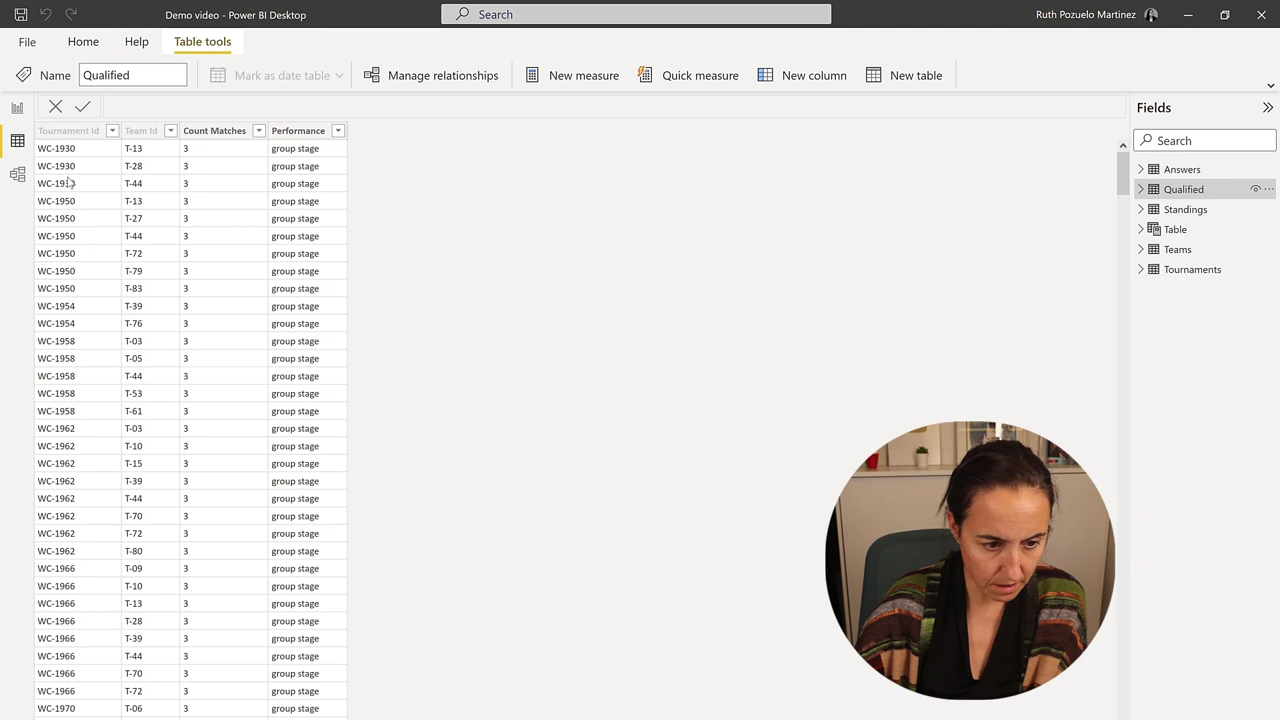 Demo video - Power BI Desktop
Search
Ruth Pozuelo Martinez
File Home Help Table tools
Name Qualified Mark as date table Manage relationships New measure Quick measure New column New table
Fields
Search
Answers
Qualified
Standings
Table
Teams
Tournaments
Tournament Id Team Id Count Matches Performance
WC-1930 T-13 3 group stage
WC-1930 T-28 3 group stage
WC-1930 T-44 3 group stage
WC-1950 T-13 3 group stage
WC-1950 T-27 3 group stage
WC-1950 T-44 3 group stage
WC-1950 T-72 3 group stage
WC-1950 T-79 3 group stage
WC-1950 T-83 3 group stage
WC-1954 T-39 3 group stage
WC-1954 T-76 3 group stage
WC-1958 T-03 3 group stage
WC-1958 T-05 3 group stage
WC-1958 T-44 3 group stage
WC-1958 T-53 3 group stage
WC-1958 T-61 3 group stage
WC-1962 T-03 3 group stage
WC-1962 T-10 3 group stage
WC-1962 T-15 3 group stage
WC-1962 T-39 3 group stage
WC-1962 T-44 3 group stage
WC-1962 T-70 3 group stage
WC-1962 T-72 3 group stage
WC-1962 T-80 3 group stage
WC-1966 T-09 3 group stage
WC-1966 T-10 3 group stage
WC-1966 T-13 3 group stage
WC-1966 T-28 3 group stage
WC-1966 T-39 3 group stage
WC-1966 T-44 3 group stage
WC-1966 T-70 3 group stage
WC-1966 T-72 3 group stage
WC-1970 T-06 3 group stage